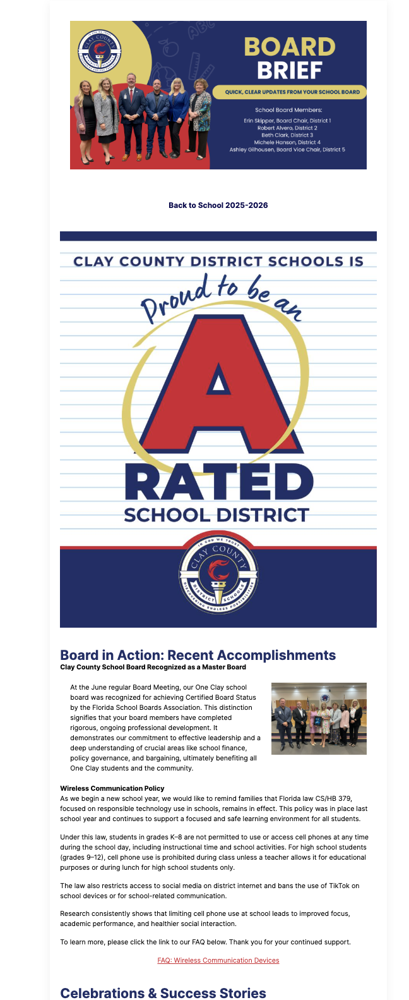 CLAY COUNTY
DISTRICT SCHOOLS
BOARD
BRIEF
ABC
QUICK, CLEAR UPDATES FROM YOUR SCHOOL BOARD
School Board Members:
Erin Skipper, Board Chair, District 1
Robert Alvero, District 2
Beth Clark, District 3
Michele Hanson, District 4
Ashley Gilhousen, Board Vice Chair, District 5
Back to School 2025-2026
CLAY COUNTY DISTRICT SCHOOLS IS
Proud to be an
A
RATED
SCHOOL DISTRICT
IN GOD WE TRUST
CLAY COUNTY
DISTRICT SCHOOLS
DISCOVERING ENDLESS POSSIBILITIES
Board in Action: Recent Accomplishments
Clay County School Board Recognized as a Master Board
At the June regular Board Meeting, our One Clay school
board was recognized for achieving Certified Board Status
by the Florida School Boards Association. This distinction
signifies that your board members have completed
rigorous, ongoing professional development. It
demonstrates our commitment to effective leadership and a
deep understanding of crucial areas like school finance,
policy governance, and bargaining, ultimately benefiting all
One Clay students and the community.
Wireless Communication Policy
As we begin a new school year, we would like to remind families that Florida law CS/HB 379,
focused on responsible technology use in schools, remains in effect. This policy was in place last
school year and continues to support a focused and safe learning environment for all students.
Under this law, students in grades K–8 are not permitted to use or access cell phones at any time
during the school day, including instructional time and school activities. For high school students
(grades 9–12), cell phone use is prohibited during class unless a teacher allows it for educational
purposes or during lunch for high school students only.
The law also restricts access to social media on district internet and bans the use of TikTok on
school devices or for school-related communication.
Research consistently shows that limiting cell phone use at school leads to improved focus,
academic performance, and healthier social interaction.
To learn more, please click the link to our FAQ below. Thank you for your continued support.
FAQ: Wireless Communication Devices
Celebrations & Success Stories